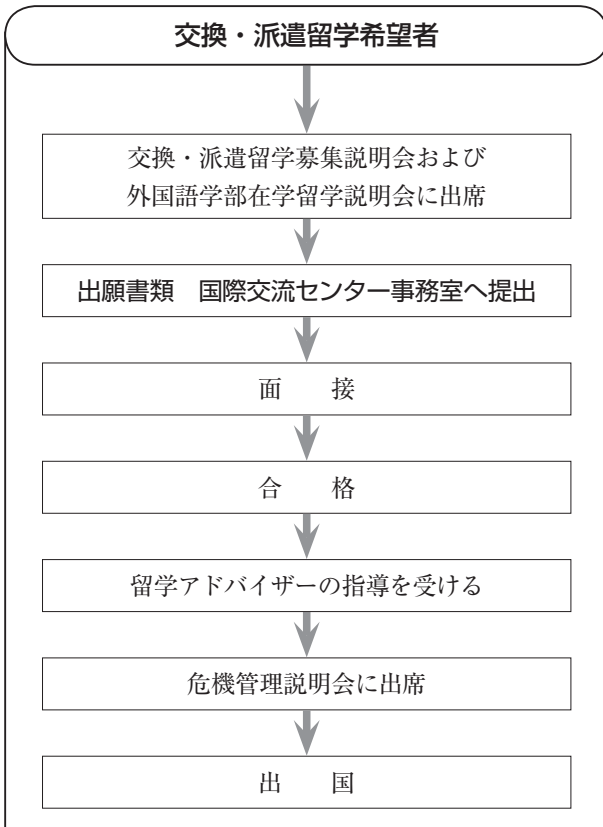 交換・派遣留学希望者
交換・派遣留学募集説明会および
外国語学部在学留学説明会に出席
出願書類　国際交流センター事務室へ提出
面　　接
合　　格
留学アドバイザーの指導を受ける
危機管理説明会に出席
出　　国